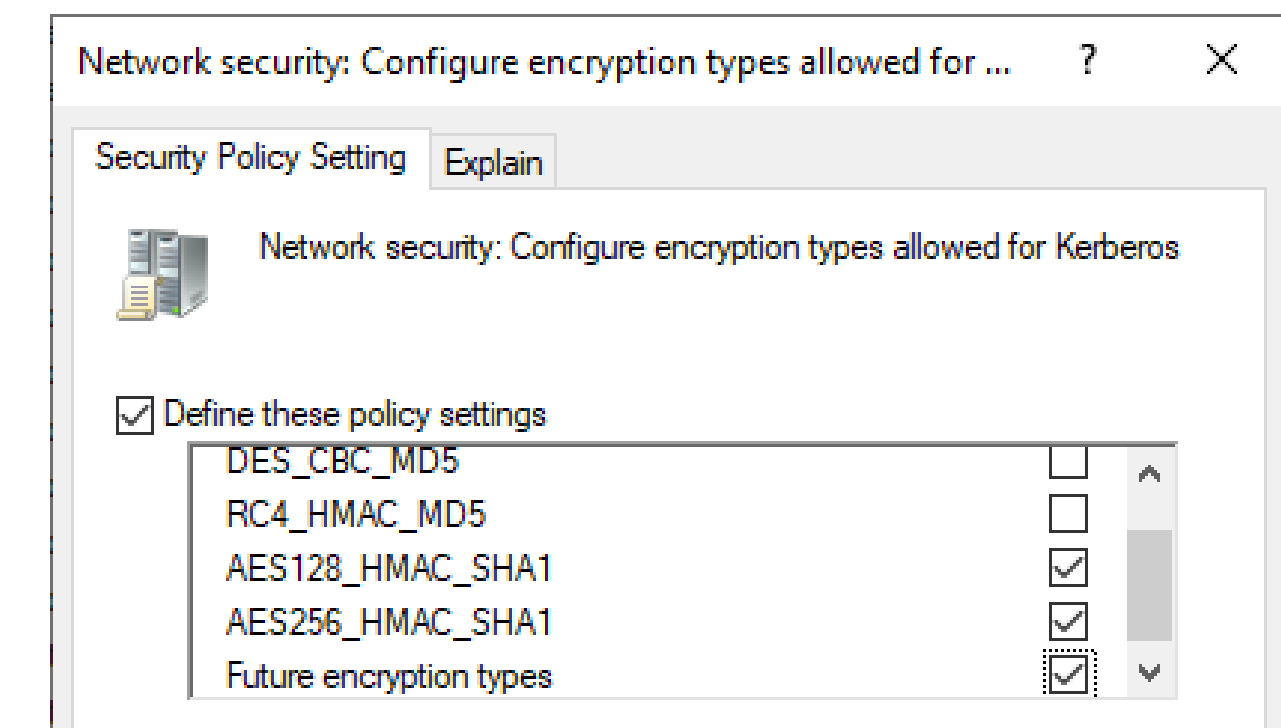 Network security: Configure encryption types allowed for ... ?
Security Policy Setting Explain
Network security: Configure encryption types allowed for Kerberos
Define these policy settings
DES_CBC_MD5
RC4_HMAC_MD5
AES128_HMAC_SHA1
AES256_HMAC_SHA1
Future encryption types